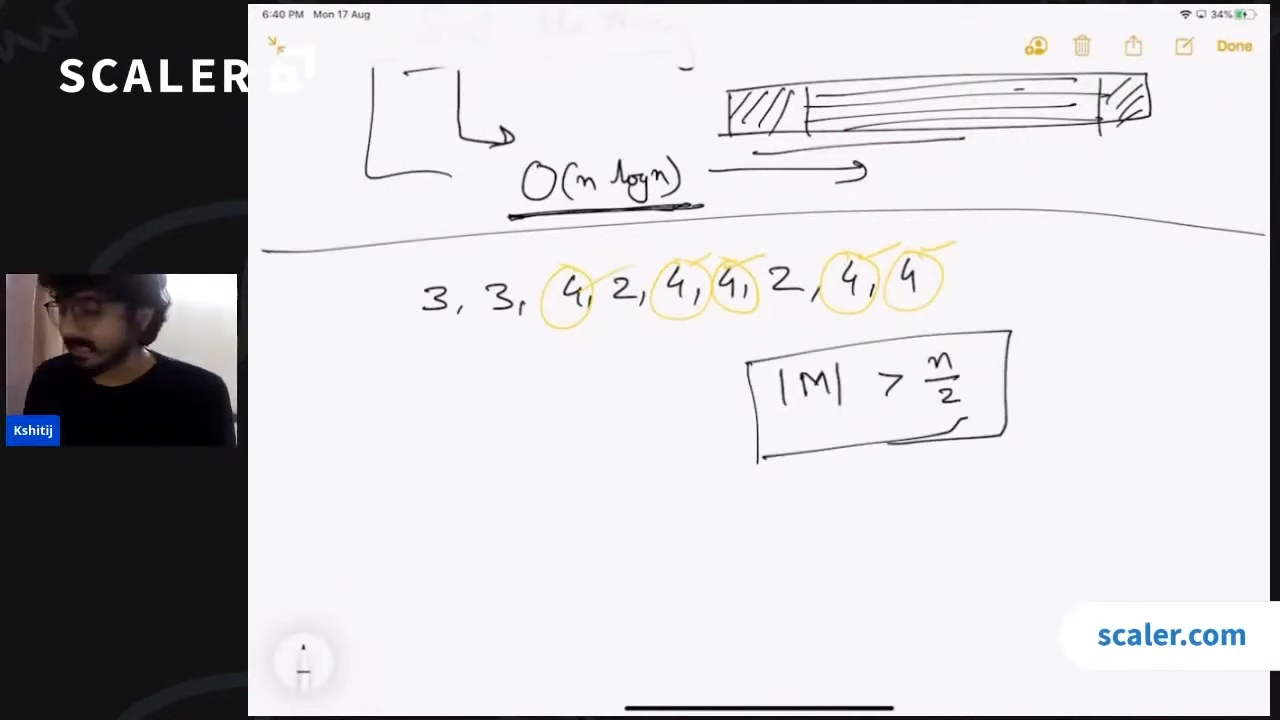 6:40 PM Mon 17 Aug
34%
Done
SCALER
O(n logn)
3, 3, 4, 2, 4, 4, 2, 4, 4
|M| > n/2
Kshitij
scaler.com